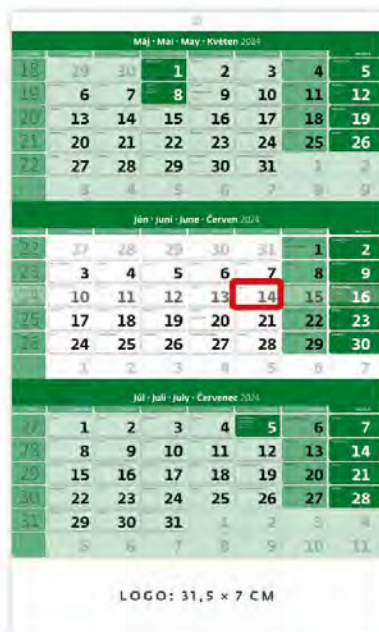 Máj · Mai · May · Květen 2024
18 29 30 1 2 3 4 5
19 6 7 8 9 10 11 12
20 13 14 15 16 17 18 19
21 20 21 22 23 24 25 26
22 27 28 29 30 31 1 2
3 4 5 6 7 8 9
Jún · Juni · June · Červen 2024
22 27 28 29 30 31 1 2
23 3 4 5 6 7 8 9
24 10 11 12 13 14 15 16
25 17 18 19 20 21 22 23
26 24 25 26 27 28 29 30
1 2 3 4 5 6 7
Júl · Juli · July · Červenec 2024
27 1 2 3 4 5 6 7
28 8 9 10 11 12 13 14
29 15 16 17 18 19 20 21
30 22 23 24 25 26 27 28
31 29 30 31 1 2 3 4
5 6 7 8 9 10 11
LOGO: 31,5 × 7 CM